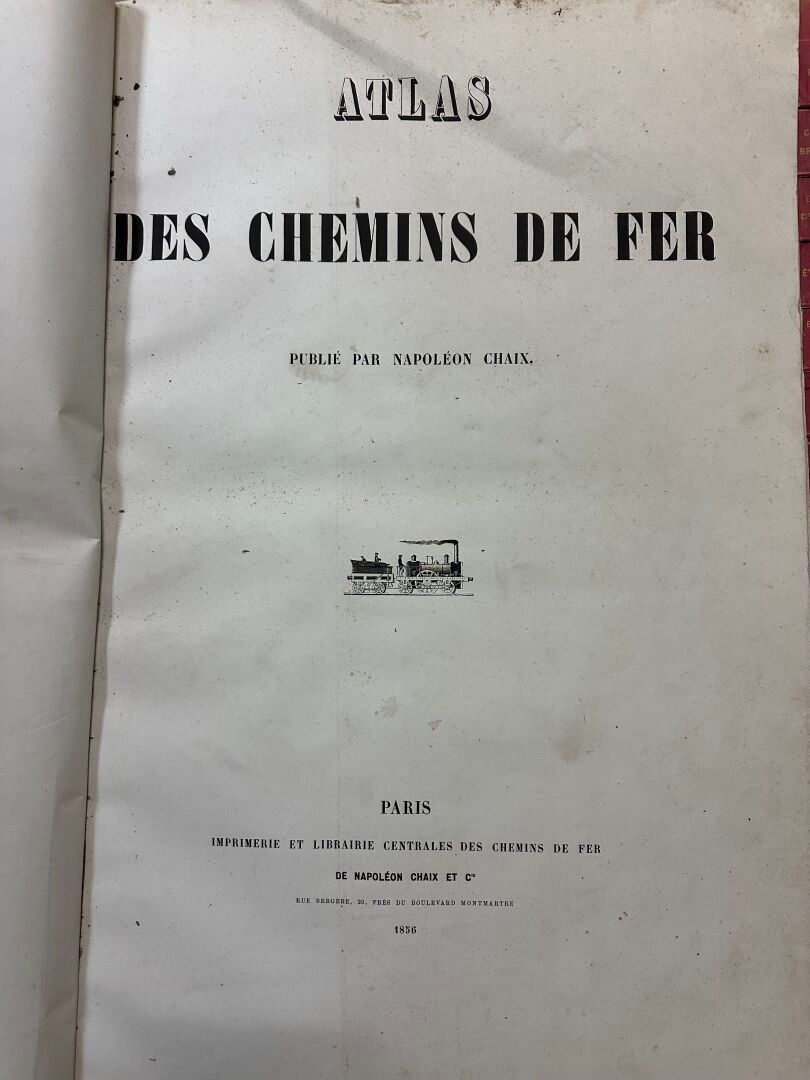 ATLAS
DES CHEMINS DE FER
PUBLIÉ PAR NAPOLÉON CHAIX.
PARIS
IMPRIMERIE ET LIBRAIRIE CENTRALES DES CHEMINS DE FER
DE NAPOLÉON CHAIX ET Cie
RUE BERGERE, 20, PRÈS DU BOULEVARD MONTMARTRE
1856